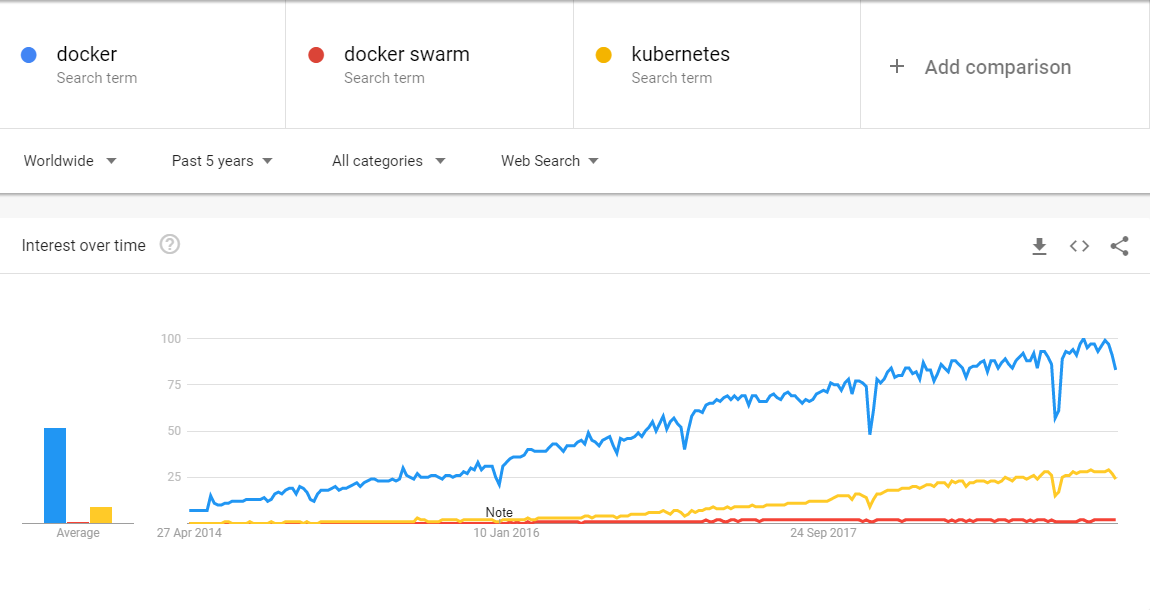 docker
Search term
docker swarm
Search term
kubernetes
Search term
+ Add comparison
Worldwide
Past 5 years
All categories
Web Search
Interest over time ?
100
75
50
25
Note
Average
27 Apr 2014
10 Jan 2016
24 Sep 2017